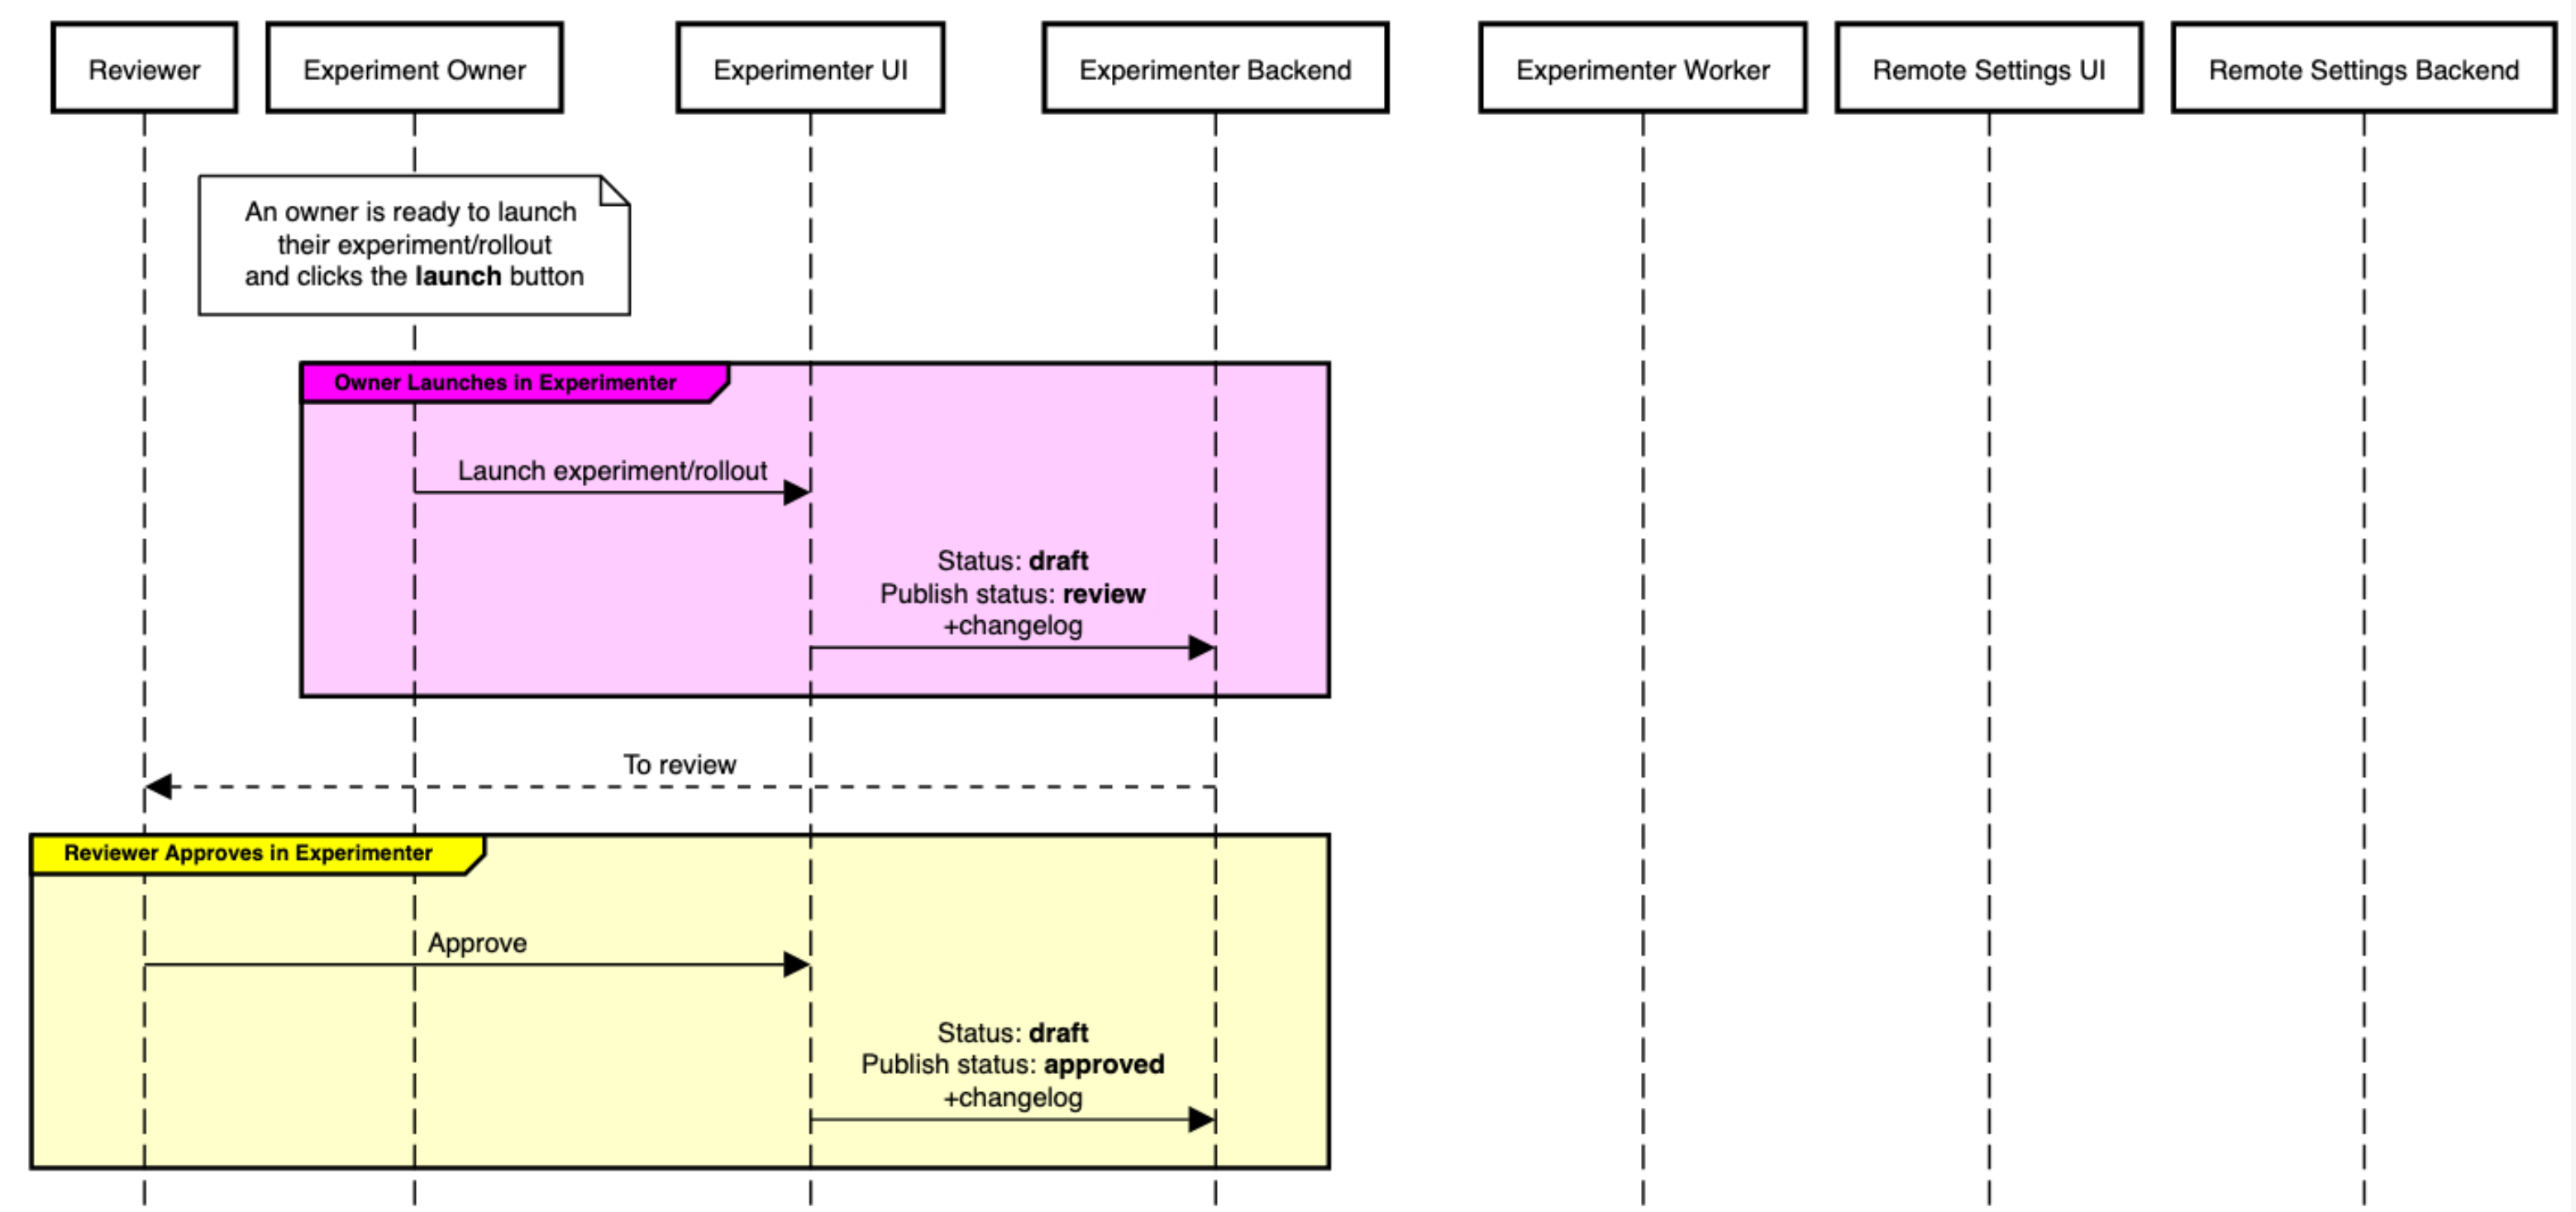 Reviewer
Experiment Owner
Experimenter UI
Experimenter Backend
Experimenter Worker
Remote Settings UI
Remote Settings Backend
An owner is ready to launch
their experiment/rollout
and clicks the launch button
Owner Launches in Experimenter
Launch experiment/rollout
Status: draft
Publish status: review
+changelog
To review
Reviewer Approves in Experimenter
Approve
Status: draft
Publish status: approved
+changelog